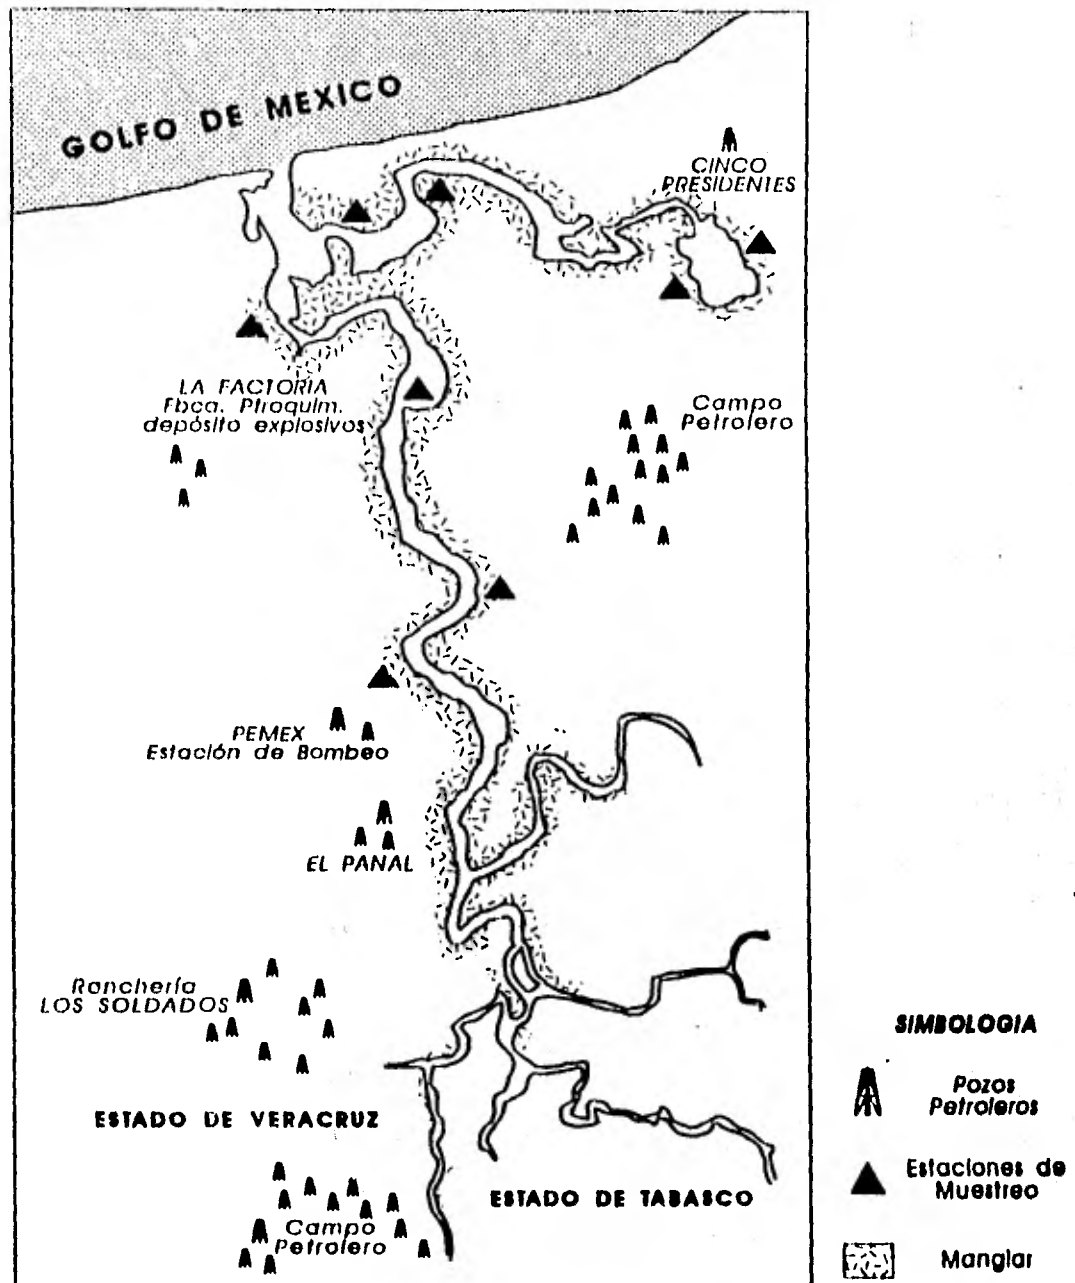 GOLFO DE MEXICO
CINCO
PRESIDENTES
LA FACTORIA
Fbca. Ptroquim.
depósito explosivos
Campo
Petrolero
PEMEX
Estación de Bombeo
EL PANAL
Ranchería
LOS SOLDADOS
ESTADO DE VERACRUZ
ESTADO DE TABASCO
Campo
Petrolero
SIMBOLOGIA
Pozos
Petroleros
Estaciones de
Muestreo
Manglar